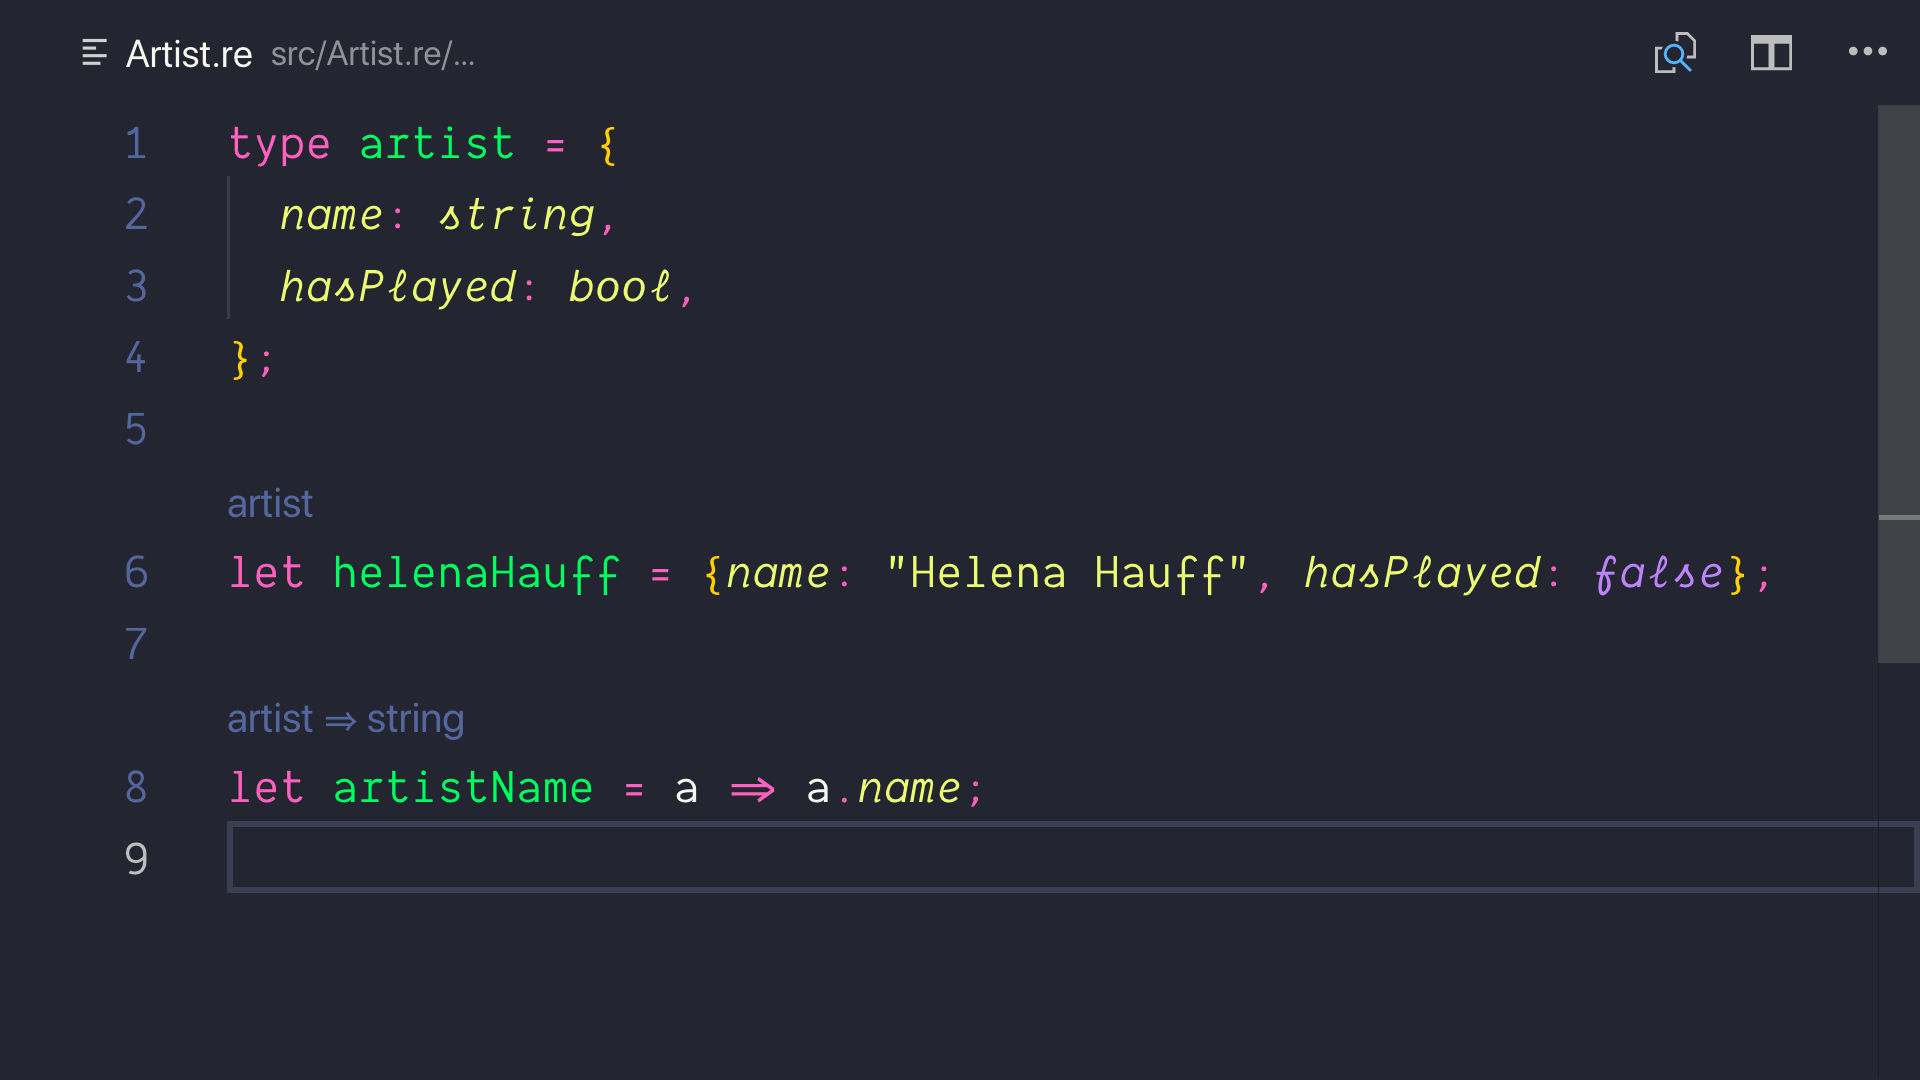 Artist.re src/Artist.re/...
1 type artist = {
2   name: string,
3   hasPlayed: bool,
4 };
5
artist
6 let helenaHauff = {name: "Helena Hauff", hasPlayed: false};
7
artist ⇒ string
8 let artistName = a => a.name;
9